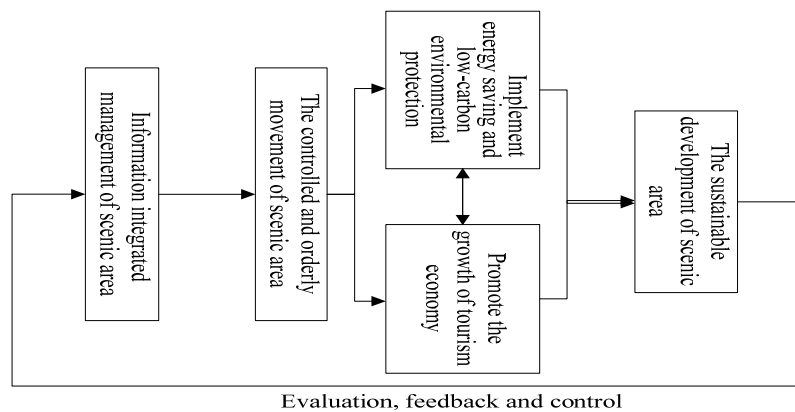 Information integrated
management of scenic area
The controlled and orderly
movement of scenic area
Implement
energy saving and
low-carbon
environmental
protection
Promote the
growth of tourism
economy
The sustainable
development of scenic
area
Evaluation, feedback and control